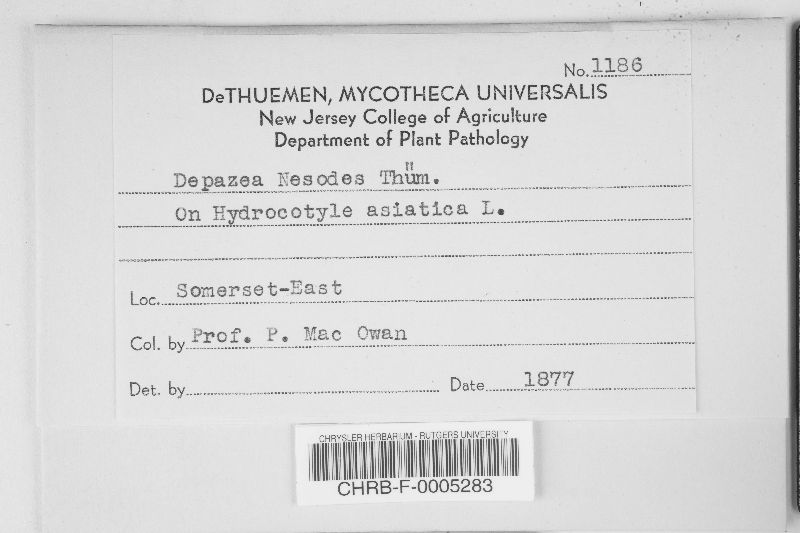 No. 1186
DeTHUEMEN, MYCOTHECA UNIVERSALIS
New Jersey College of Agriculture
Department of Plant Pathology
Depazea Nesodes Thüm.
On Hydrocotyle asiatica L.
Loc. Somerset-East
Col. by Prof. P. Mac Owan
Det. by
Date 1877
CHRYSLER HERBARIUM - RUTGERS UNIVERSITY
CHRB-F-0005283